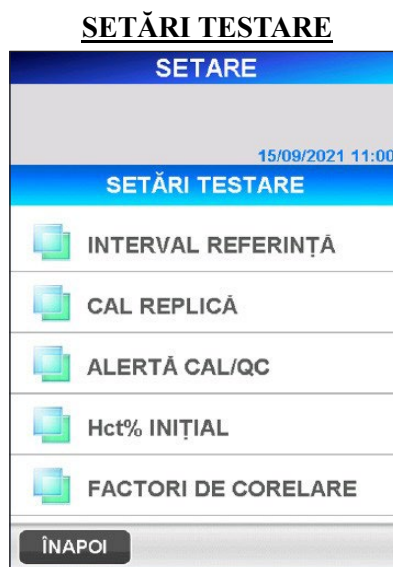 SETĂRI TESTARE
SETARE
15/09/2021 11:00
SETĂRI TESTARE
INTERVAL REFERINȚĂ
CAL REPLICĂ
ALERTĂ CAL/QC
Hct% INIȚIAL
FACTORI DE CORELARE
ÎNAPOI